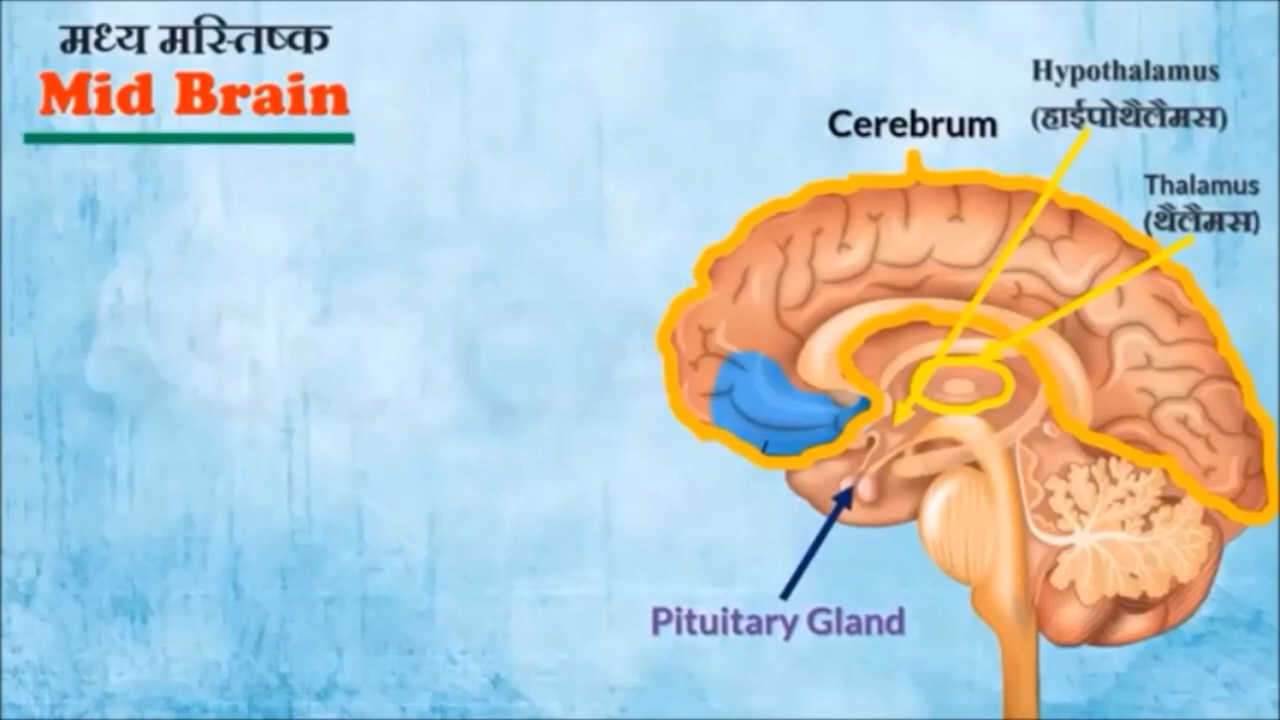 मध्य मस्तिष्क
Mid Brain
Hypothalamus
(हाईपोथैलैमस)
Cerebrum
Thalamus
(थैलैमस)
Pituitary Gland